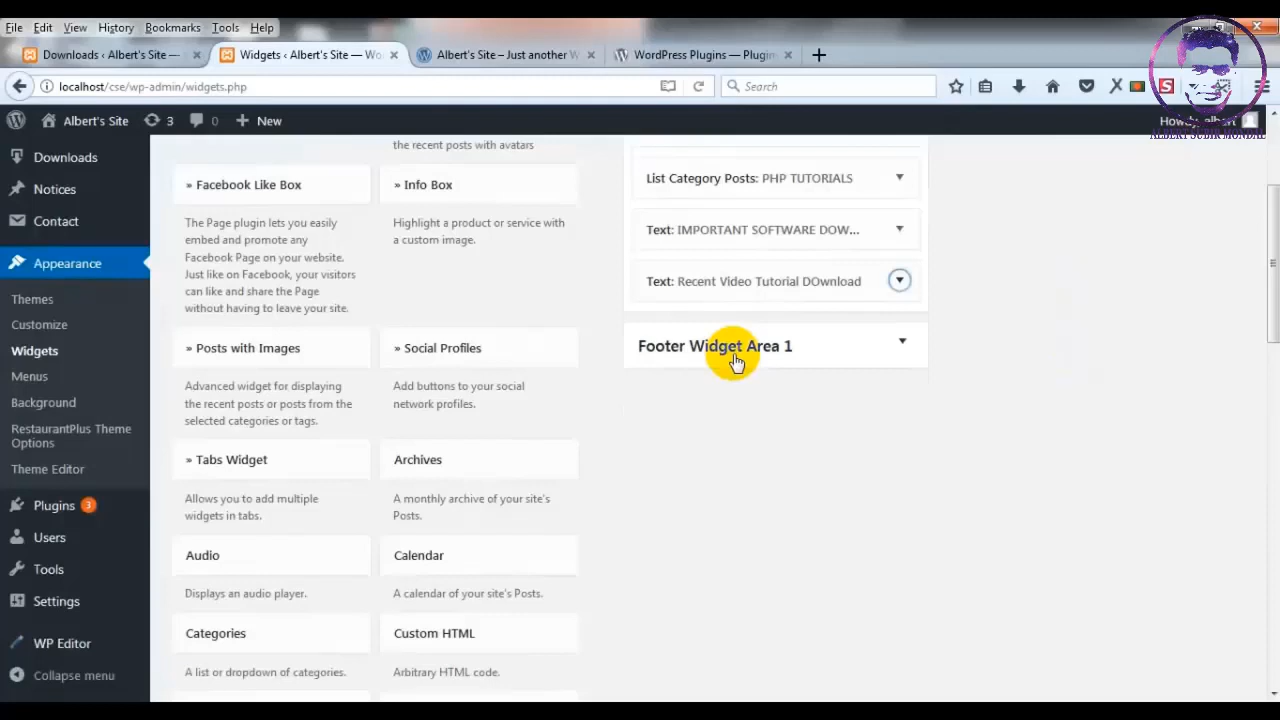 File Edit View History Bookmarks Tools Help
Downloads ‹ Albert's Site —
Widgets ‹ Albert's Site — Wo
Albert's Site – Just another W
WordPress Plugins — Plugin
localhost/cse/wp-admin/widgets.php
Search
Albert's Site 3 0 New
Howdy, albert
ALBERT SUBIR MONDAL
Downloads
Notices
Contact
Appearance
Themes
Customize
Widgets
Menus
Background
RestaurantPlus Theme
Options
Theme Editor
Plugins 3
Users
Tools
Settings
WP Editor
Collapse menu
the recent posts with avatars
» Facebook Like Box
The Page plugin lets you easily
embed and promote any
Facebook Page on your website.
Just like on Facebook, your visitors
can like and share the Page
without having to leave your site.
» Info Box
Highlight a product or service with
a custom image.
» Posts with Images
Advanced widget for displaying
the recent posts or posts from the
selected categories or tags.
» Social Profiles
Add buttons to your social
network profiles.
» Tabs Widget
Allows you to add multiple
widgets in tabs.
Archives
A monthly archive of your site's
Posts.
Audio
Displays an audio player.
Calendar
A calendar of your site's Posts.
Categories
A list or dropdown of categories.
Custom HTML
Arbitrary HTML code.
List Category Posts: PHP TUTORIALS
Text: IMPORTANT SOFTWARE DOW...
Text: Recent Video Tutorial DOwnload
Footer Widget Area 1